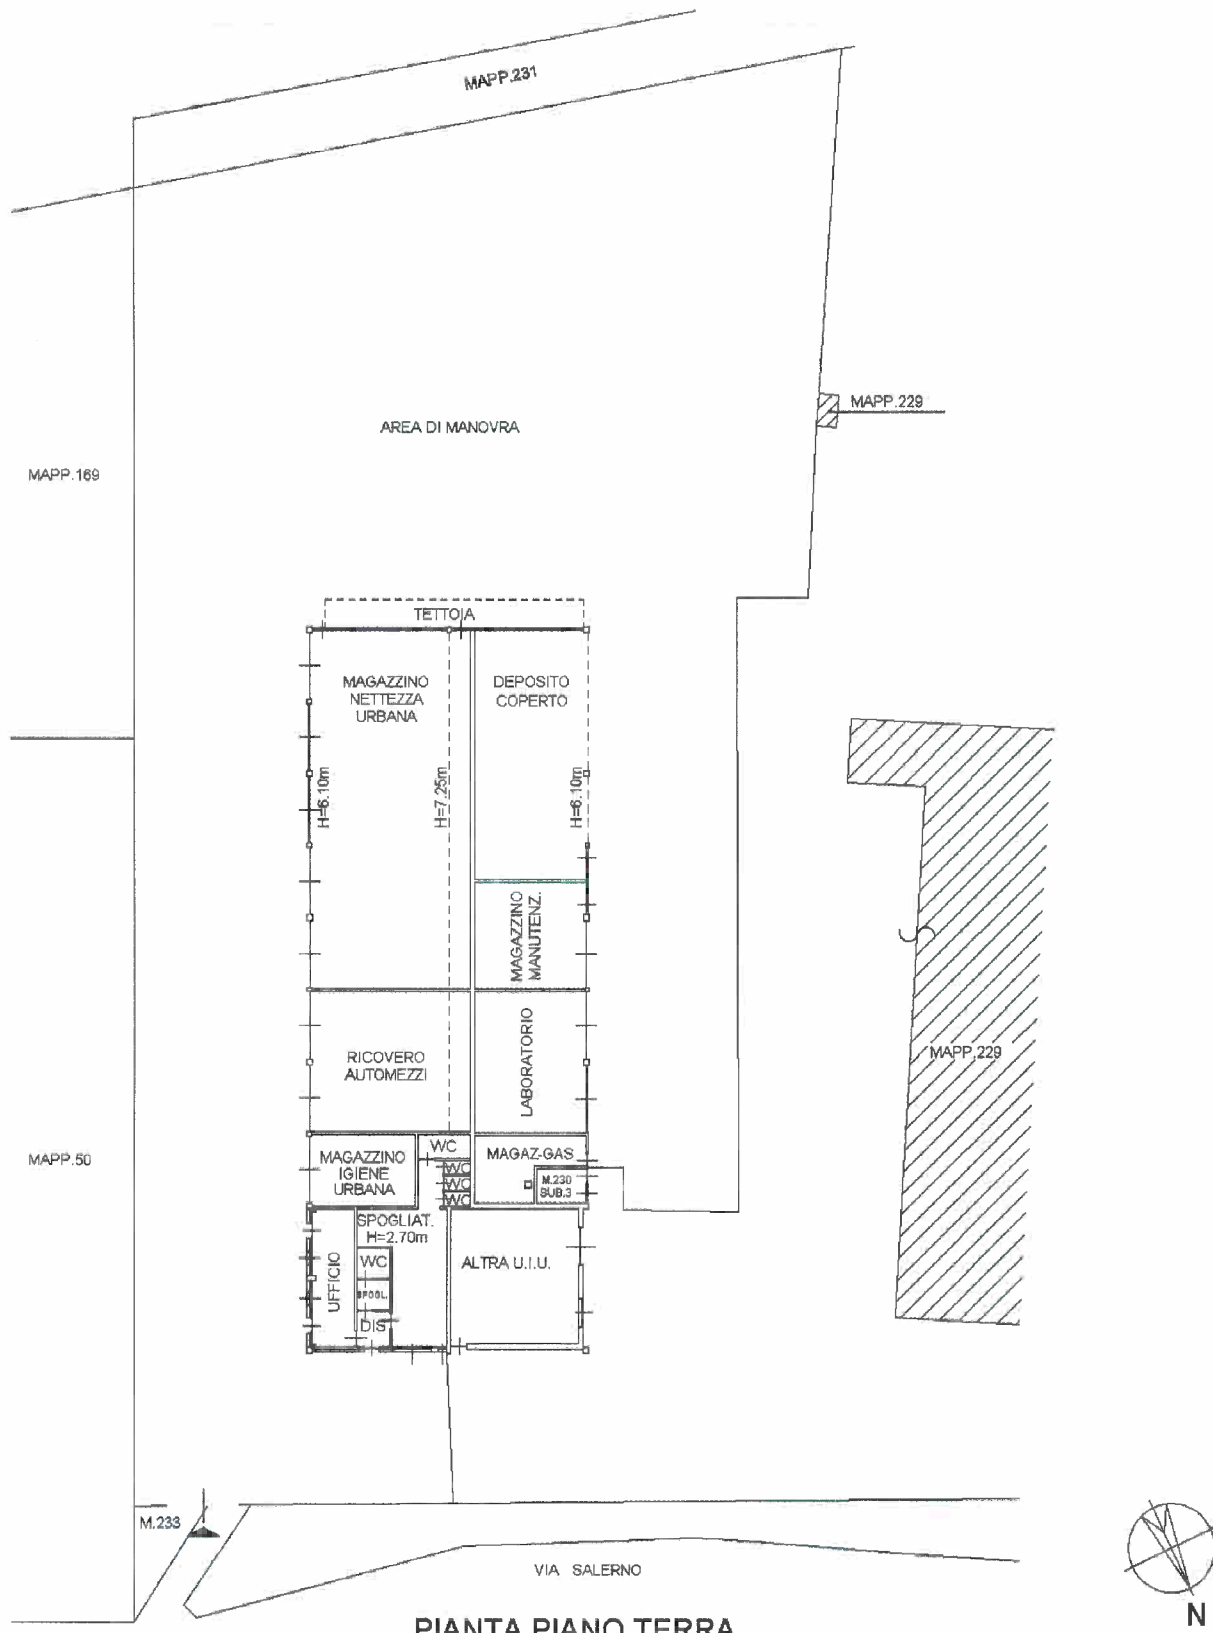 MAPP.231
MAPP.229
AREA DI MANOVRA
MAPP.169
TETTOIA
MAGAZZINO
NETTEZZA
URBANA
DEPOSITO
COPERTO
H=6.10m
H=7.25m
H=6.10m
MAGAZZINO
MANUTENZ.
LABORATORIO
RICOVERO
AUTOMEZZI
MAPP.229
MAPP.50
MAGAZZINO
IGIENE
URBANA
WC
WC
WC
WC
MAGAZ-GAS
M.230
SUB.3
SPOGLIAT.
H=2.70m
UFFICIO
WC
SPOGL.
DIS
ALTRA U.I.U.
M.233
VIA SALERNO
N
PIANTA PIANO TERRA